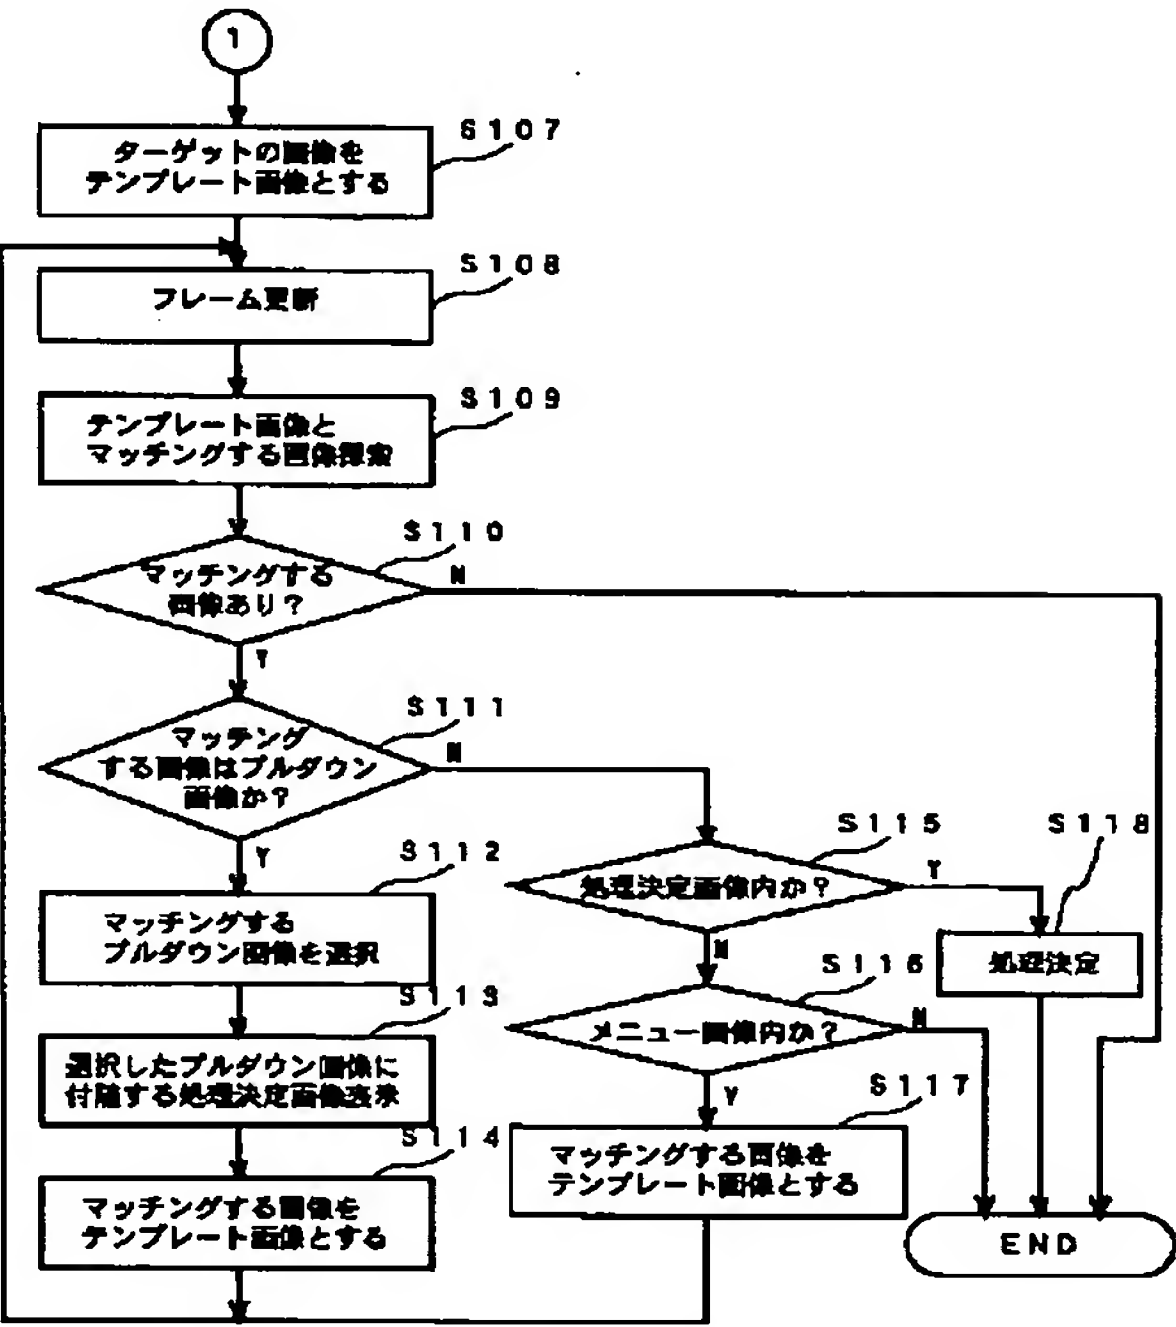 1
S107
ターゲットの画像を
テンプレート画像とする
S108
フレーム更新
S109
テンプレート画像と
マッチングする画像探索
S110
マッチングする
画像あり?
N
Y
S111
マッチング
する画像はプルダウン
画像か?
N
Y
S112
マッチングする
プルダウン画像を選択
S113
選択したプルダウン画像に
付随する処理決定画像表示
S114
マッチングする画像を
テンプレート画像とする
S115
処理決定画像内か?
Y
N
S118
処理決定
S116
メニュー画像内か?
N
Y
S117
マッチングする画像を
テンプレート画像とする
END